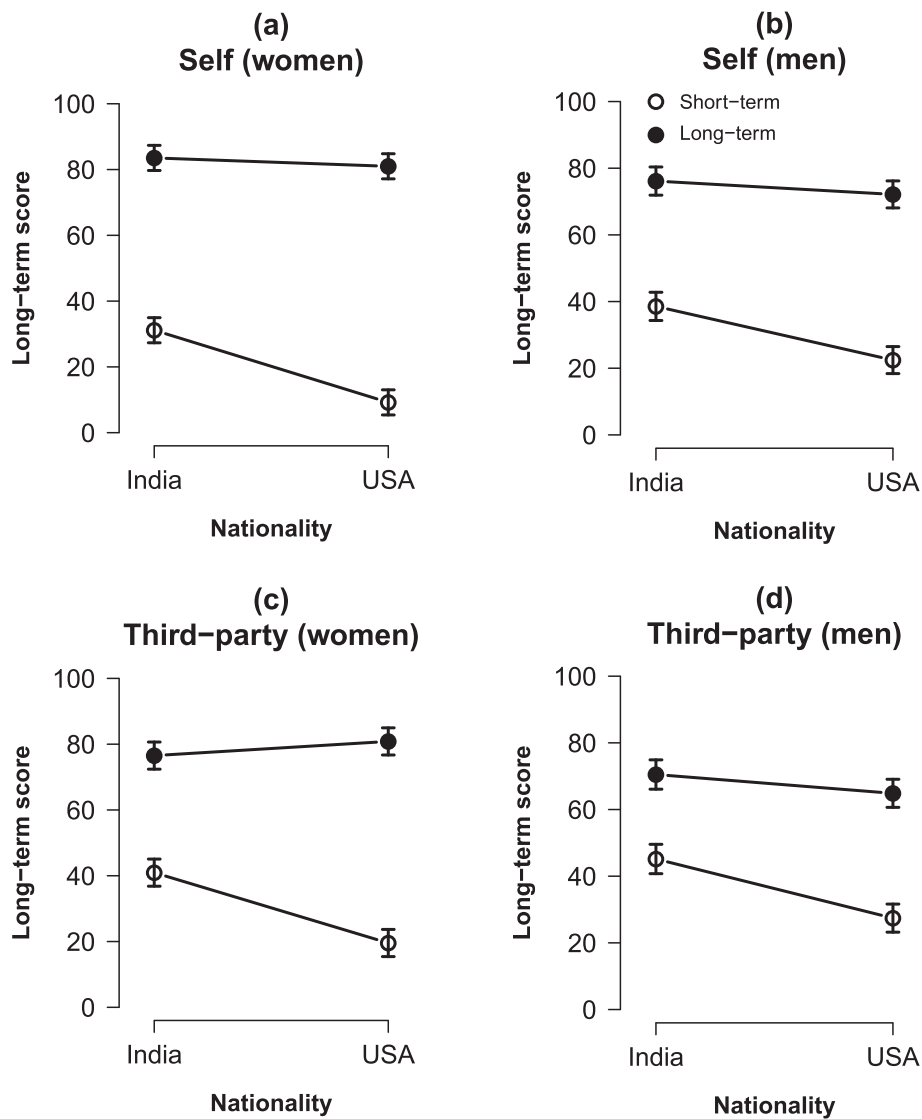 (a)
Self (women)
100
80
60
40
20
0
Long−term score
India
USA
Nationality
(b)
Self (men)
Short−term
Long−term
100
80
60
40
20
0
Long−term score
India
USA
Nationality
(c)
Third−party (women)
100
80
60
40
20
0
Long−term score
India
USA
Nationality
(d)
Third−party (men)
100
80
60
40
20
0
Long−term score
India
USA
Nationality